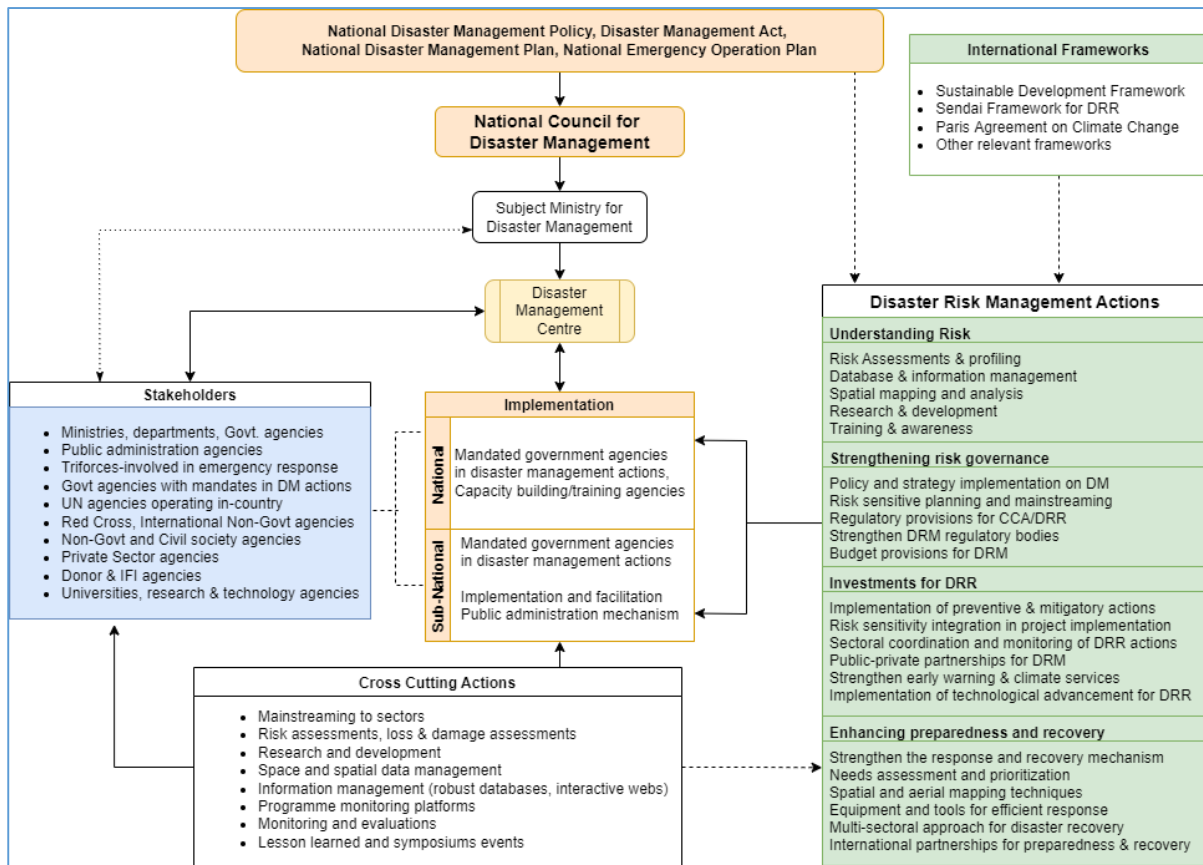 National Disaster Management Policy, Disaster Management Act,
National Disaster Management Plan, National Emergency Operation Plan
International Frameworks
Sustainable Development Framework
Sendai Framework for DRR
Paris Agreement on Climate Change
Other relevant frameworks
National Council for
Disaster Management
Subject Ministry for
Disaster Management
Disaster
Management
Centre
Stakeholders
Ministries, departments, Govt. agencies
Public administration agencies
Triforces-involved in emergency response
Govt agencies with mandates in DM actions
UN agencies operating in-country
Red Cross, International Non-Govt agencies
Non-Govt and Civil society agencies
Private Sector agencies
Donor & IFI agencies
Universities, research & technology agencies
Implementation
National
Mandated government agencies
in disaster management actions,
Capacity building/training agencies
Sub-National
Mandated government agencies
in disaster management actions
Implementation and facilitation
Public administration mechanism
Disaster Risk Management Actions
Understanding Risk
Risk Assessments & profiling
Database & information management
Spatial mapping and analysis
Research & development
Training & awareness
Strengthening risk governance
Policy and strategy implementation on DM
Risk sensitive planning and mainstreaming
Regulatory provisions for CCA/DRR
Strengthen DRM regulatory bodies
Budget provisions for DRM
Investments for DRR
Implementation of preventive & mitigatory actions
Risk sensitivity integration in project implementation
Sectoral coordination and monitoring of DRR actions
Public-private partnerships for DRM
Strengthen early warning & climate services
Implementation of technological advancement for DRR
Enhancing preparedness and recovery
Strengthen the response and recovery mechanism
Needs assessment and prioritization
Spatial and aerial mapping techniques
Equipment and tools for efficient response
Multi-sectoral approach for disaster recovery
International partnerships for preparedness & recovery
Cross Cutting Actions
Mainstreaming to sectors
Risk assessments, loss & damage assessments
Research and development
Space and spatial data management
Information management (robust databases, interactive webs)
Programme monitoring platforms
Monitoring and evaluations
Lesson learned and symposiums events